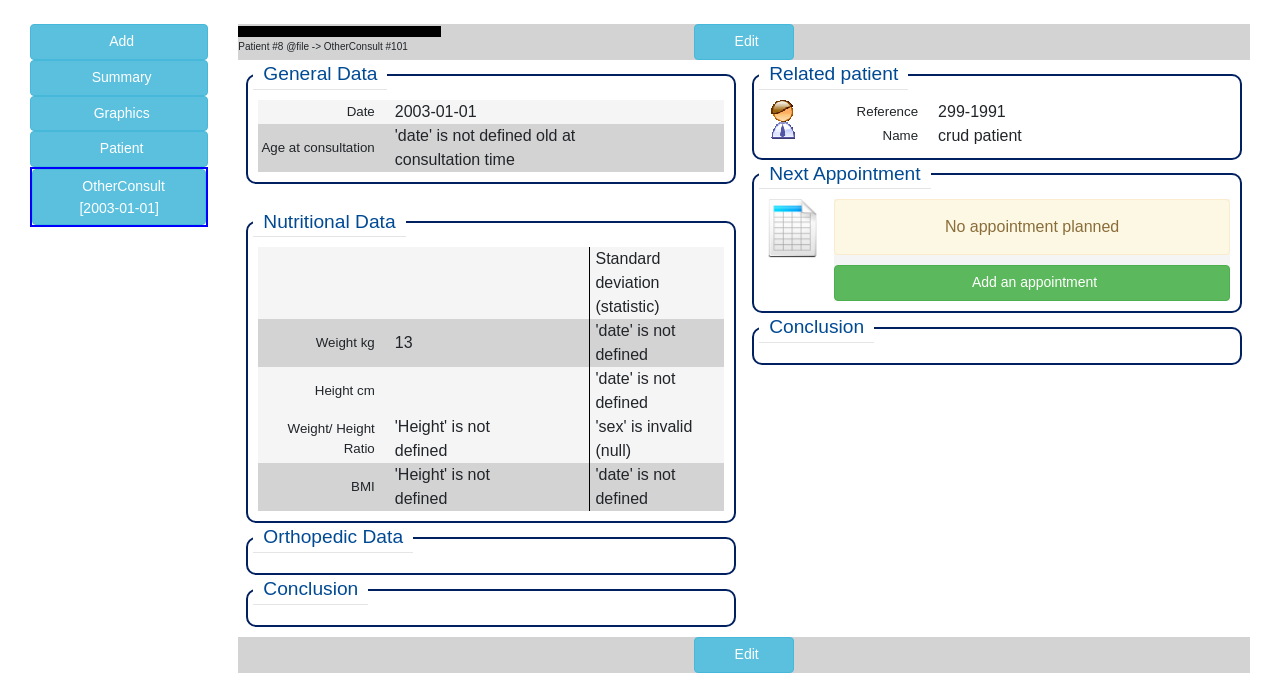 Add
Summary
Graphics
Patient
OtherConsult
[2003-01-01]
Patient #8 @file -> OtherConsult #101
Edit
General Data
Date 2003-01-01
Age at consultation 'date' is not defined old at
consultation time
Nutritional Data
Standard
deviation
(statistic)
Weight kg 13 'date' is not
defined
Height cm 'date' is not
defined
Weight/ Height
Ratio 'Height' is not
defined 'sex' is invalid
(null)
BMI 'Height' is not
defined 'date' is not
defined
Orthopedic Data
Conclusion
Related patient
Reference 299-1991
Name crud patient
Next Appointment
No appointment planned
Add an appointment
Conclusion
Edit